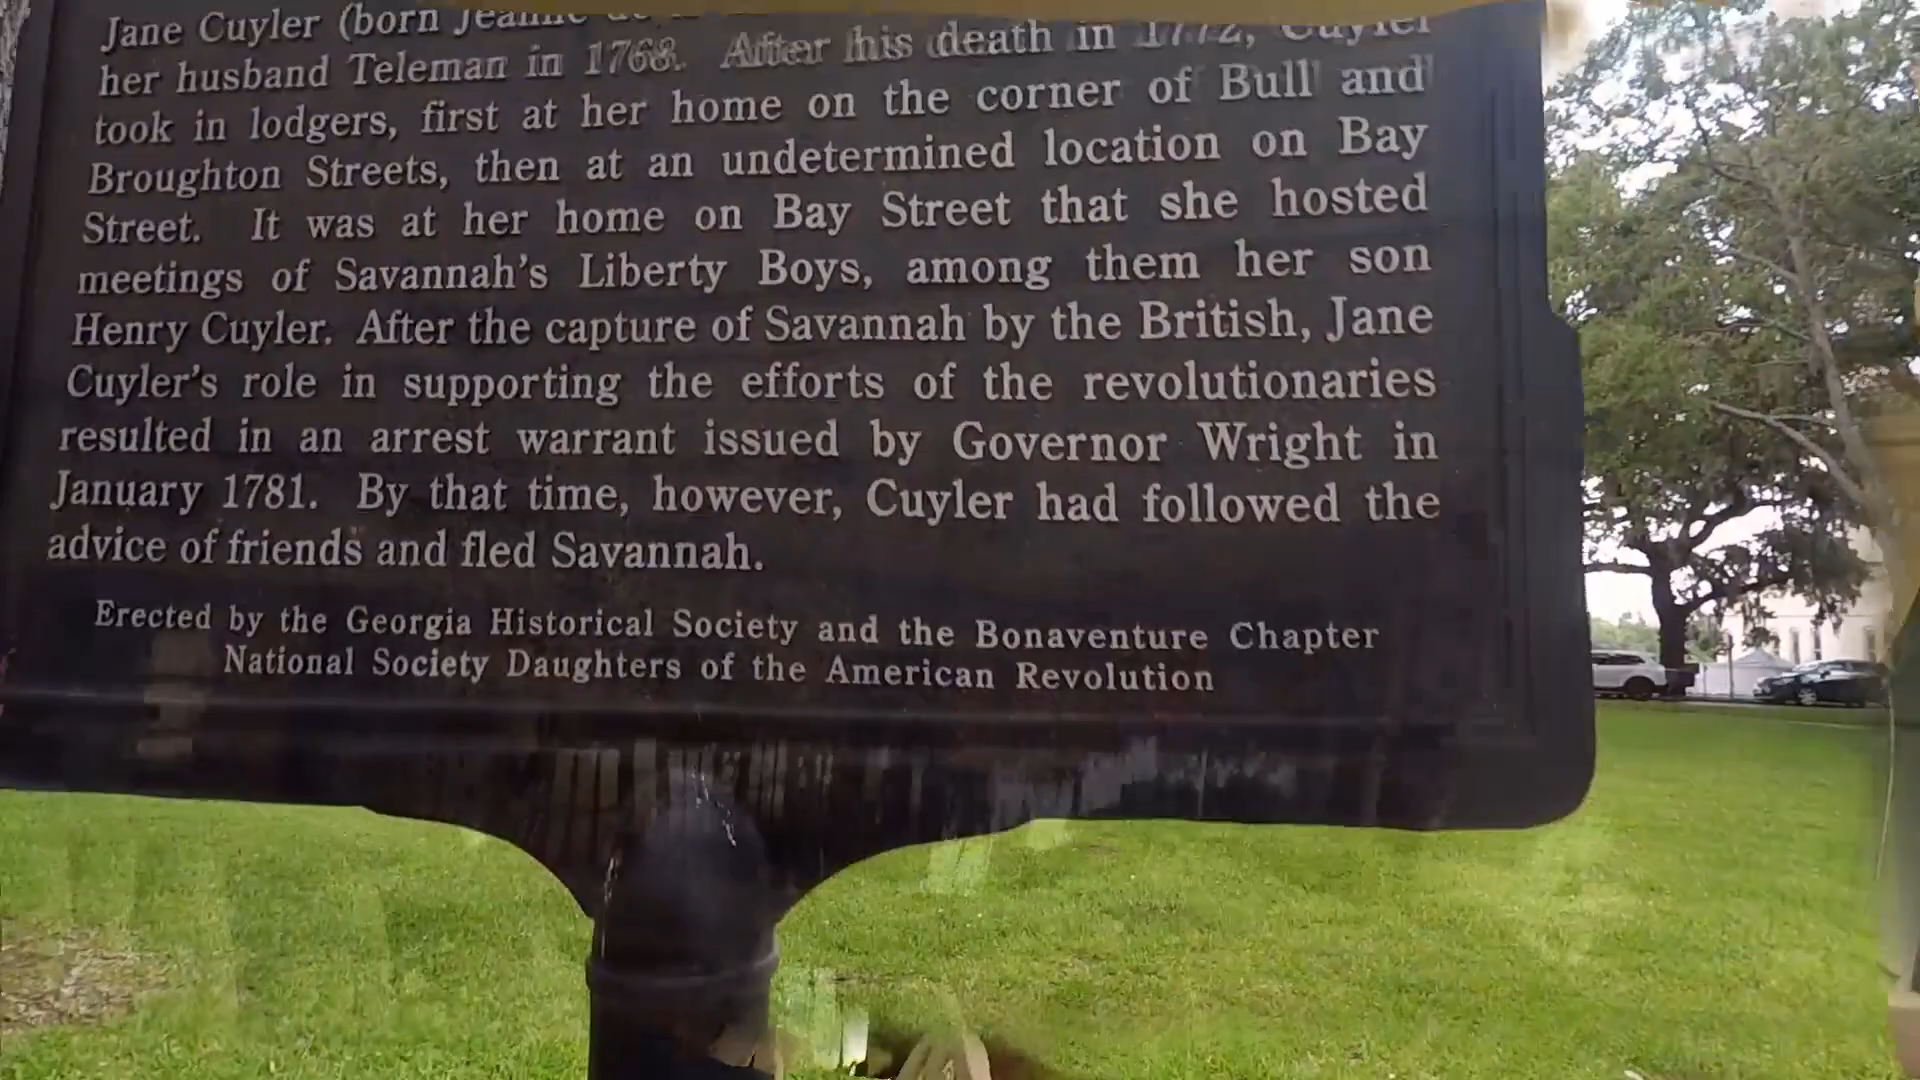 Jane Cuyler (born Jeanne
her husband Teleman in 1768. After his death in 1772, Cuyler
took in lodgers, first at her home on the corner of Bull and
Broughton Streets, then at an undetermined location on Bay
Street. It was at her home on Bay Street that she hosted
meetings of Savannah's Liberty Boys, among them her son
Henry Cuyler. After the capture of Savannah by the British, Jane
Cuyler's role in supporting the efforts of the revolutionaries
resulted in an arrest warrant issued by Governor Wright in
January 1781. By that time, however, Cuyler had followed the
advice of friends and fled Savannah.
Erected by the Georgia Historical Society and the Bonaventure Chapter
National Society Daughters of the American Revolution